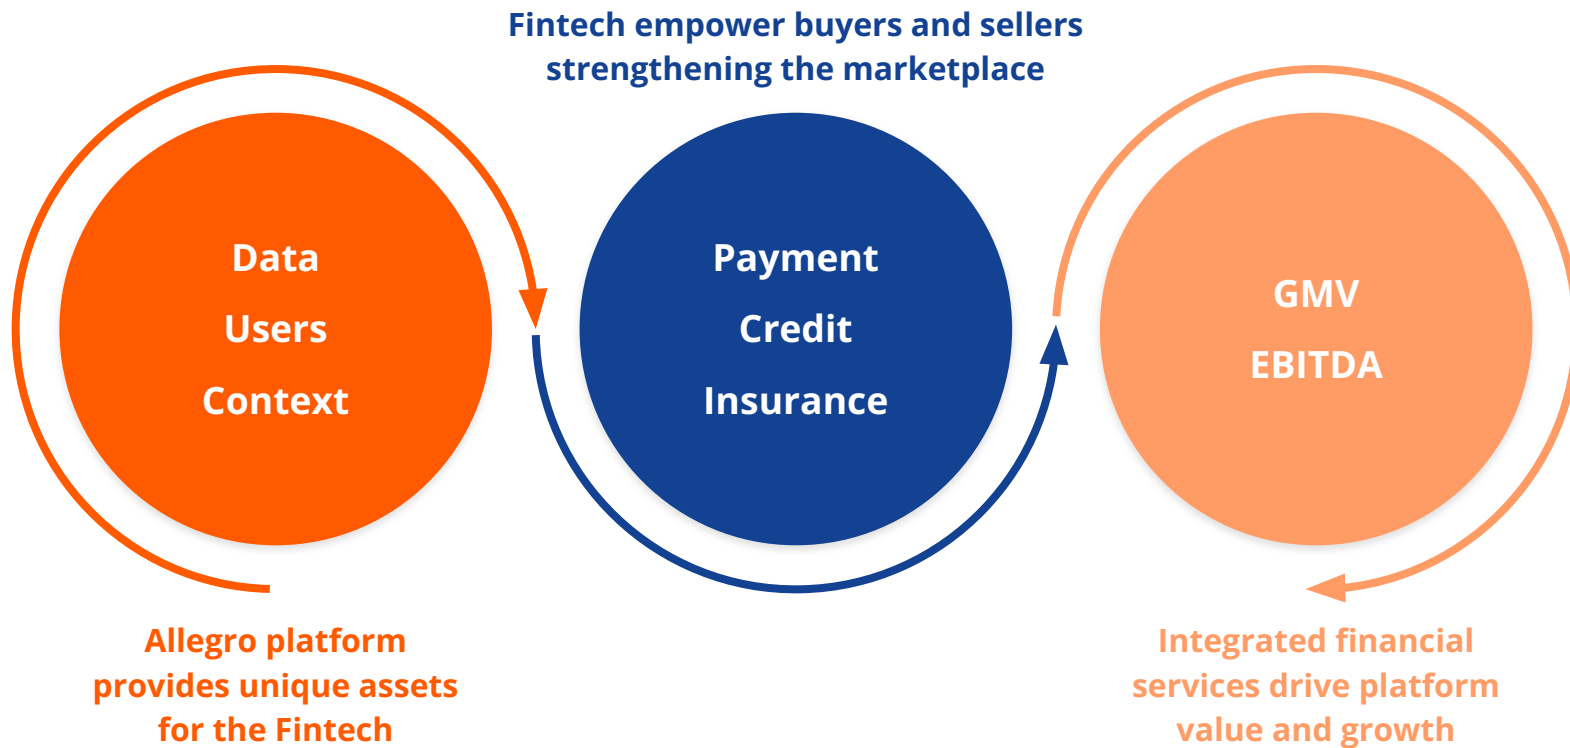 Fintech empower buyers and sellers
strengthening the marketplace
Data
Users
Context
Payment
Credit
Insurance
GMV
EBITDA
Allegro platform
provides unique assets
for the Fintech
Integrated financial
services drive platform
value and growth